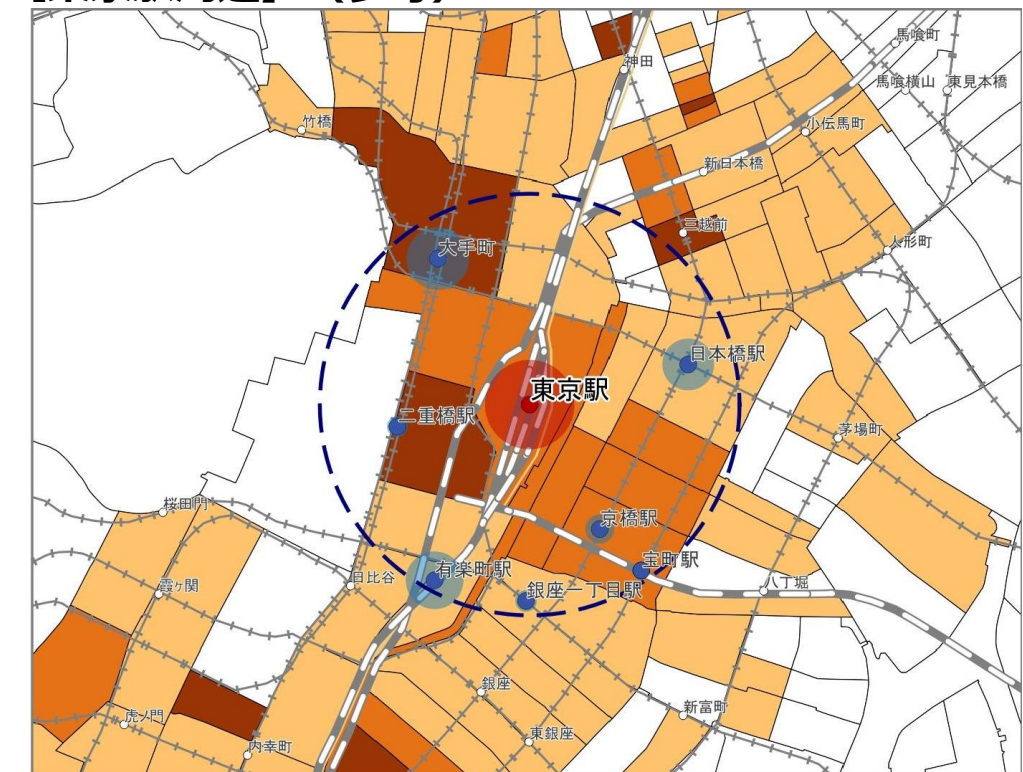 馬喰町
神田
馬喰横山
東見本橋
竹橋
小伝馬町
新日本橋
三越前
人形町
大手町
日本橋駅
東京駅
二重橋駅
茅場町
桜田門
京橋駅
宝町駅
有楽町駅
日比谷
霞ヶ関
銀座一丁目駅
八丁堀
銀座
新富町
虎ノ門
東銀座
内幸町